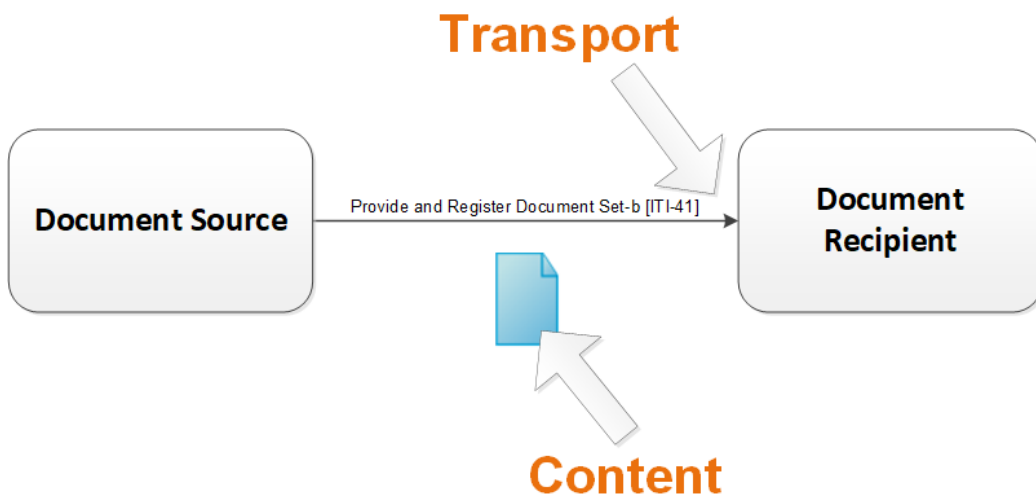 Transport
Document Source
Provide and Register Document Set-b [ITI-41]
Document
Recipient
Content